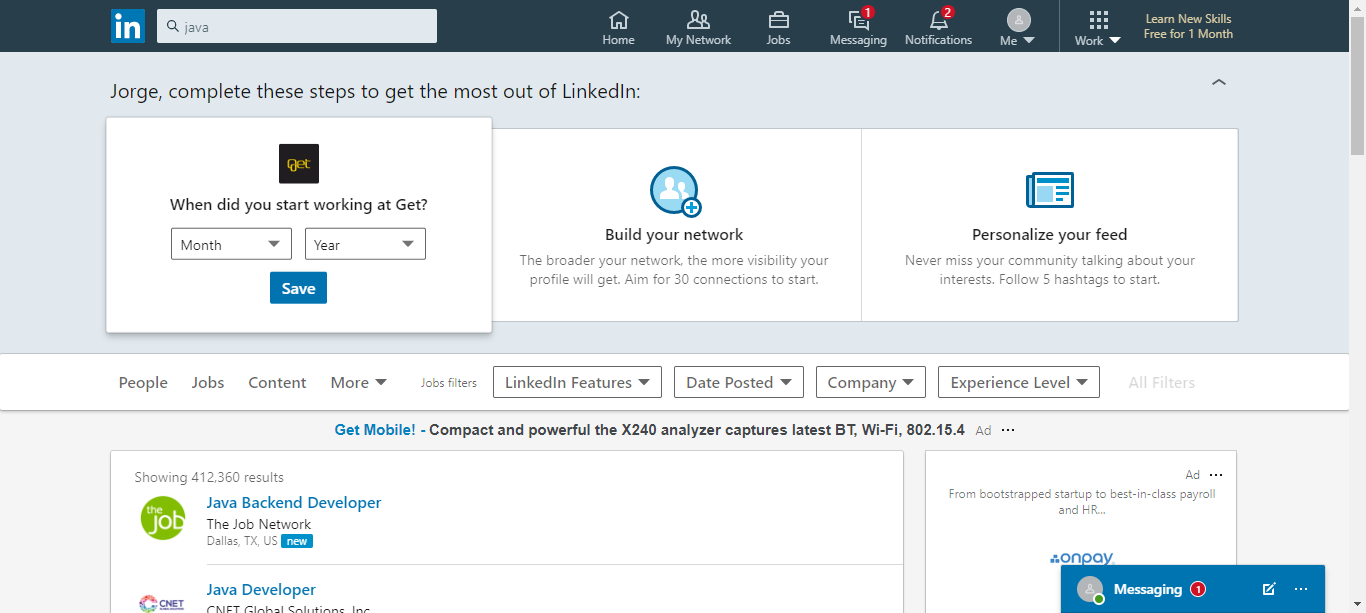 in
java
Home
My Network
Jobs
1
Messaging
2
Notifications
Me
Work
Learn New Skills
Free for 1 Month
Jorge, complete these steps to get the most out of LinkedIn:
Get
When did you start working at Get?
Month
Year
Save
Build your network
The broader your network, the more visibility your
profile will get. Aim for 30 connections to start.
Personalize your feed
Never miss your community talking about your
interests. Follow 5 hashtags to start.
People
Jobs
Content
More
Jobs filters
LinkedIn Features
Date Posted
Company
Experience Level
All Filters
Get Mobile! - Compact and powerful the X240 analyzer captures latest BT, Wi-Fi, 802.15.4 Ad ...
Showing 412,360 results
the job
Java Backend Developer
The Job Network
Dallas, TX, US new
CNET
Java Developer
CNET Global Solutions, Inc
Ad ...
From bootstrapped startup to best-in-class payroll
and HR...
onpay
Messaging 1 ...